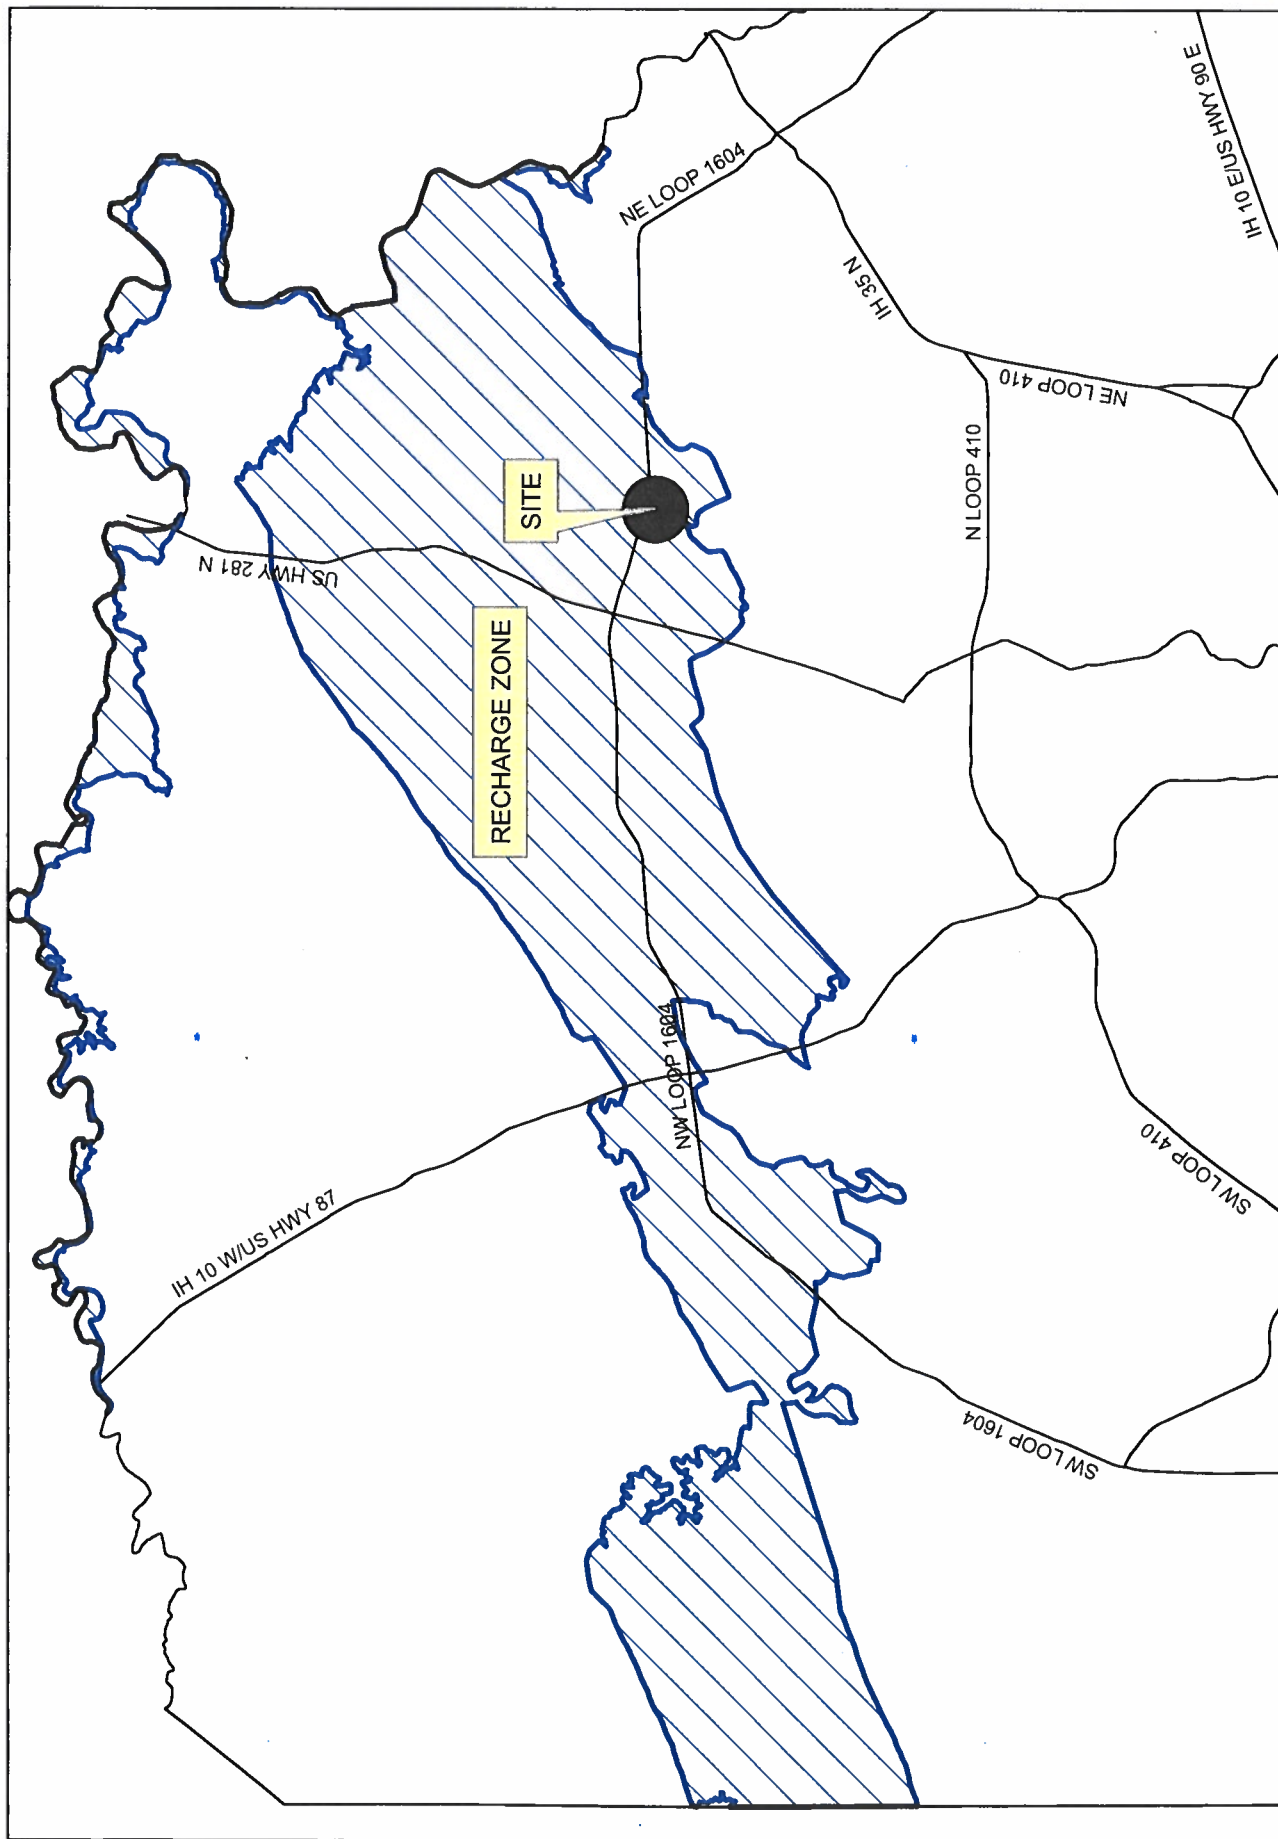 US HWY 281 N
SITE
RECHARGE ZONE
NE LOOP 1604
IH 10 E/US HWY 90 E
IH 35 N
NE LOOP 410
N LOOP 410
IH 10 W/US HWY 87
NW LOOP 1604
SW LOOP 410
SW LOOP 1604